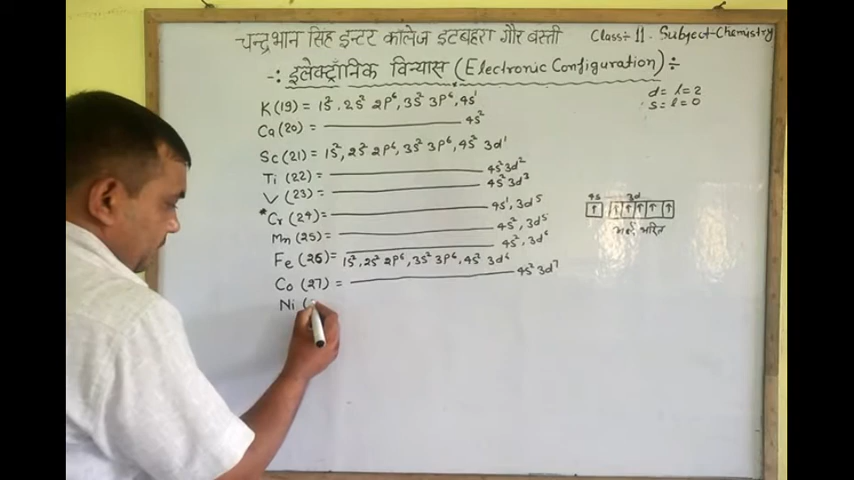 चन्द्रभान सिंह इन्टर कालेज इटबहरा गौर बस्ती Class÷11. Subject-Chemistry
-: इलेक्ट्रॉनिक विन्यास (Electronic Configuration)÷
d = l = 2
s = l = 0
K(19) = 1s², 2s² 2p⁶, 3s² 3p⁶, 4s¹
Ca(20) = ———— 4s²
Sc(21) = 1s², 2s² 2p⁶, 3s² 3p⁶, 4s² 3d¹
Ti (22) = ———— 4s² 3d²
V (23) = ———— 4s² 3d³
*Cr (24) = ———— 4s¹, 3d⁵
Mn (25) = ———— 4s², 3d⁵
———— 4s², 3d⁶
Fe (26) = 1s², 2s² 2p⁶, 3s² 3p⁶, 4s² 3d⁶
Co (27) = ———— 4s² 3d⁷
Ni (
4s 3d
↑ ↑ ↑ ↑ ↑ ↑